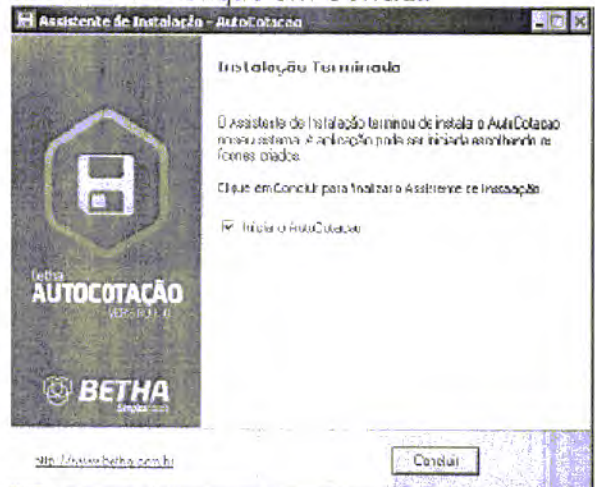 Assistente de Instalação - AutoCotacao
Instalação Terminada
O Assistente de Instalação terminou de instalar o AutoCotacao
no seu sistema. A aplicação pode ser iniciada escolhendo os
ícones criados.
Clique em Concluir para finalizar o Assistente de Instalação.
Iniciar o AutoCotacao
betha
AUTOCOTAÇÃO
BETHA
http://www.betha.com.br
Concluir